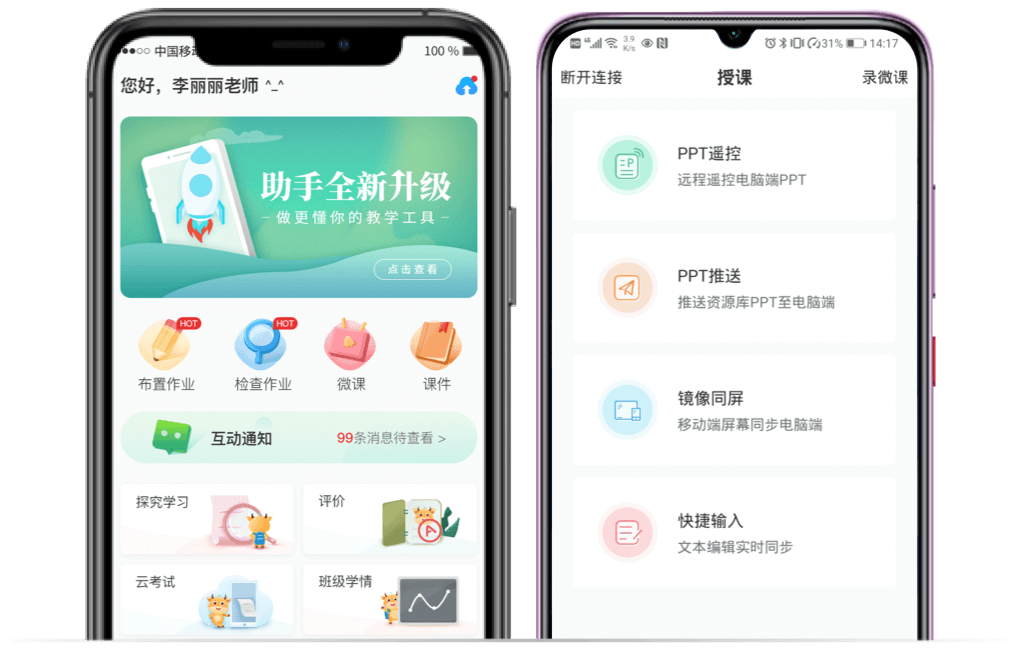 中国移
100 %
您好，李丽丽老师 ^_^
助手全新升级
做更懂你的教学工具
点击查看
HOT
HOT
布置作业
检查作业
微课
课件
互动通知
99条消息待查看 >
探究学习
评价
A
云考试
班级学情
HD
46
3.9
K/s
31%
14:17
断开连接
授课
录微课
P
PPT遥控
远程遥控电脑端PPT
PPT推送
推送资源库PPT至电脑端
镜像同屏
移动端屏幕同步电脑端
快捷输入
文本编辑实时同步